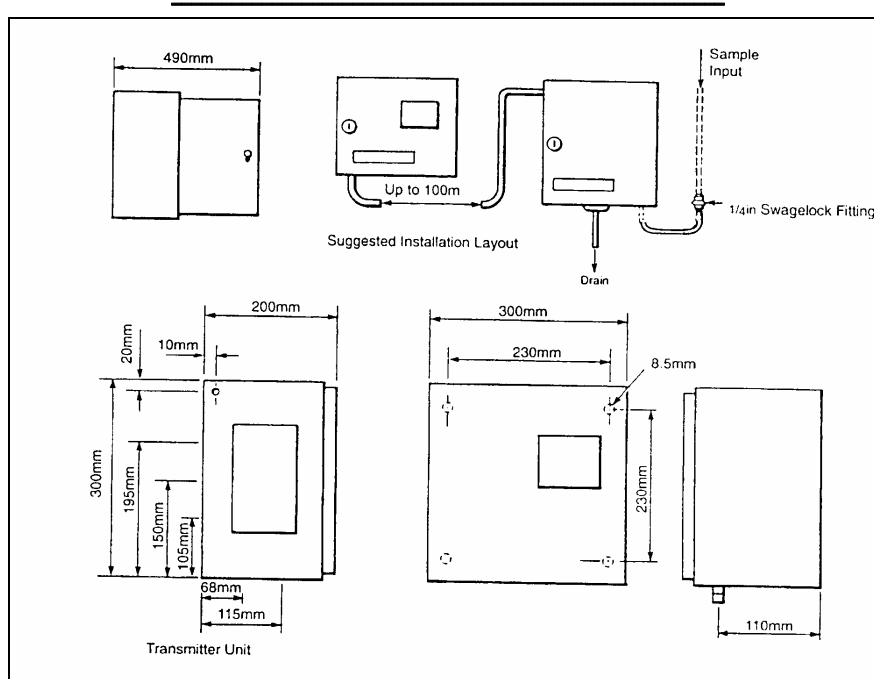 490mm
Sample
Input
Up to 100m
1/4in Swagelock Fitting
Suggested Installation Layout
Drain
200mm
300mm
10mm
230mm
20mm
8.5mm
300mm
195mm
150mm
105mm
230mm
68mm
115mm
110mm
Transmitter Unit